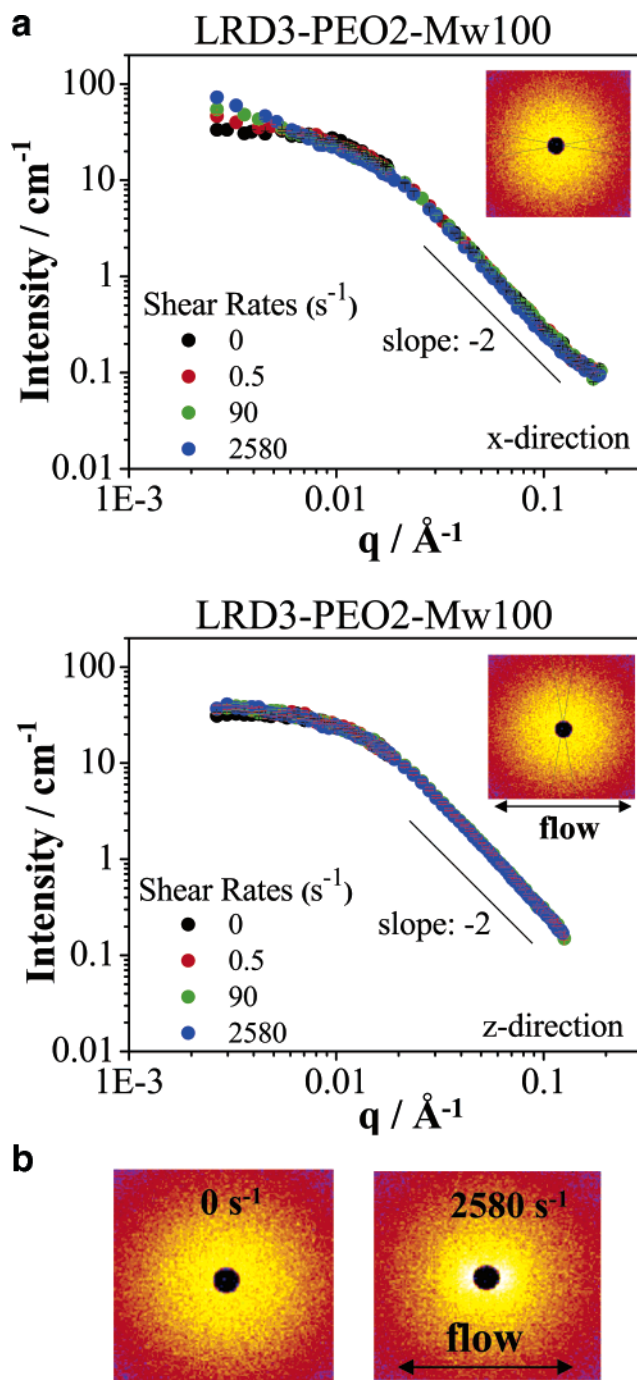 a
LRD3-PEO2-Mw100
100
10
1
0.1
0.01
Intensity / cm⁻¹
Shear Rates (s⁻¹)
0
0.5
90
2580
slope: -2
x-direction
1E-3 0.01 0.1
q / Å⁻¹
LRD3-PEO2-Mw100
100
10
1
0.1
0.01
Intensity / cm⁻¹
flow
Shear Rates (s⁻¹)
0
0.5
90
2580
slope: -2
z-direction
1E-3 0.01 0.1
q / Å⁻¹
b
0 s⁻¹
2580 s⁻¹
flow